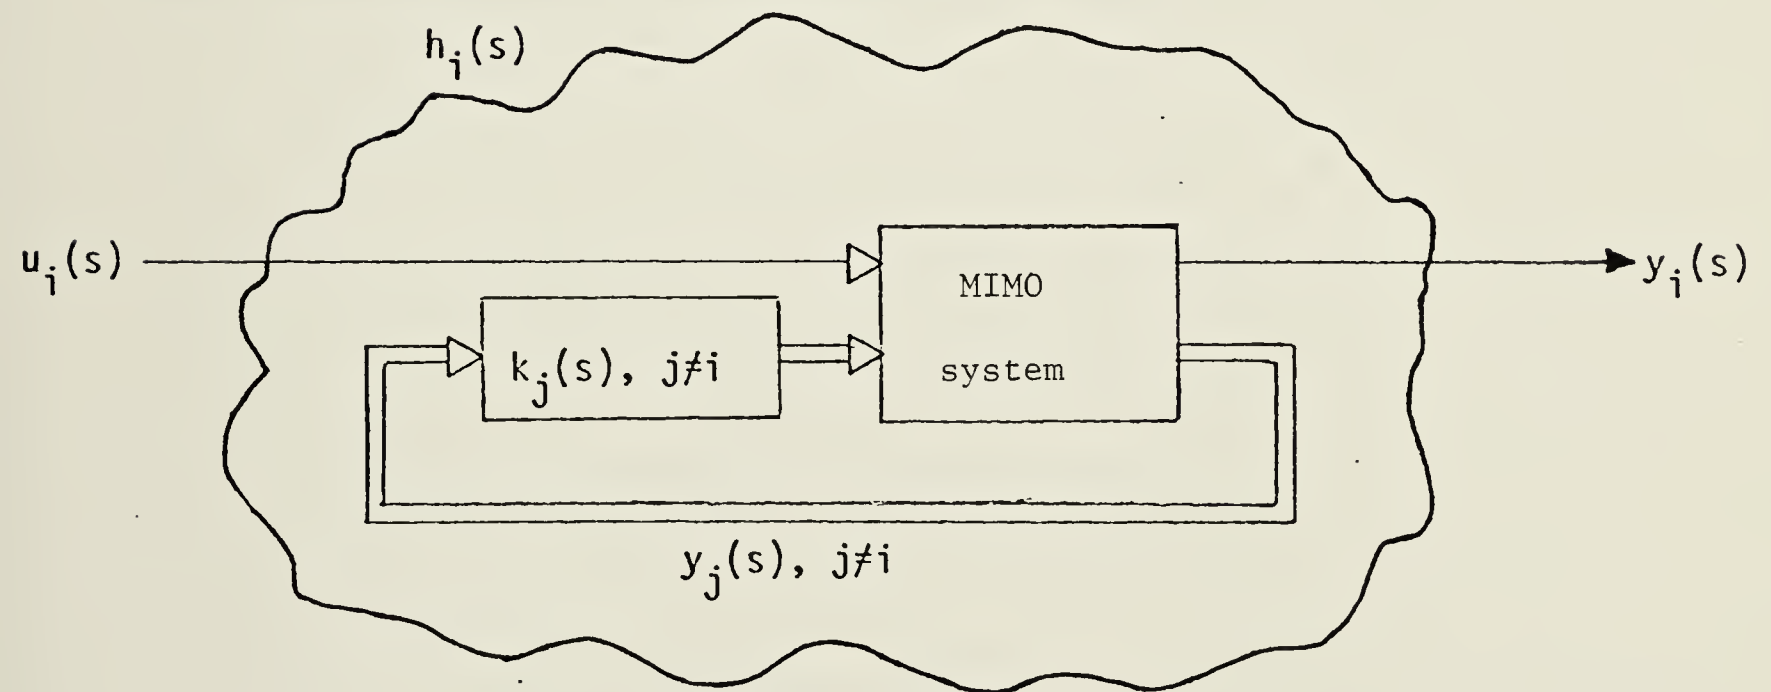 h_i(s)
u_i(s)
MIMO
system
y_i(s)
k_j(s), j≠i
y_j(s), j≠i